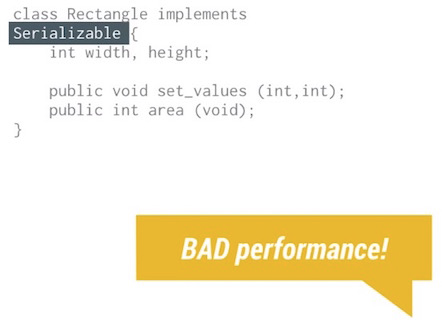 class Rectangle implements
Serializable {
    int width, height;

    public void set_values (int,int);
    public int area (void);
}
BAD performance!